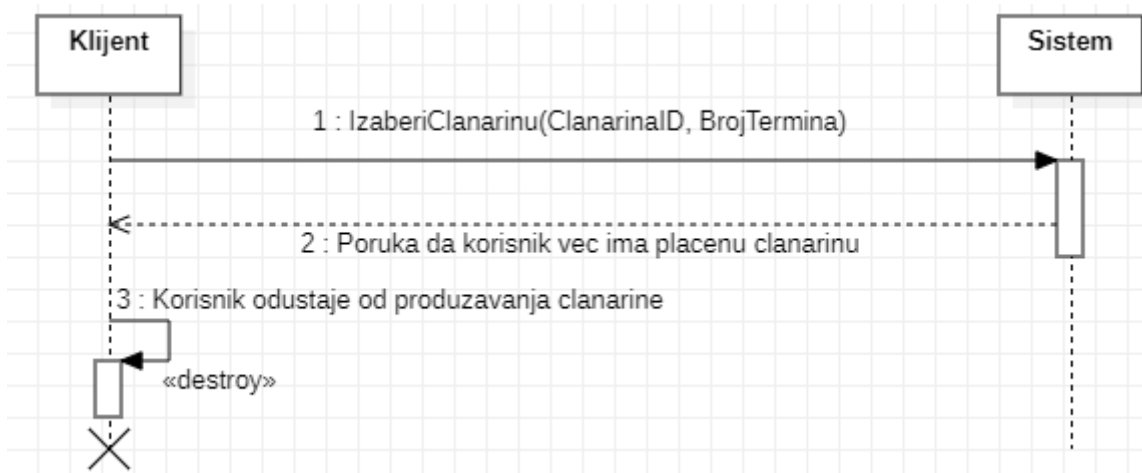 Klijent
Sistem
1 : IzaberiClanarinu(ClanarinaID, BrojTermina)
2 : Poruka da korisnik vec ima placenu clanarinu
3 : Korisnik odustaje od produzavanja clanarine
«destroy»